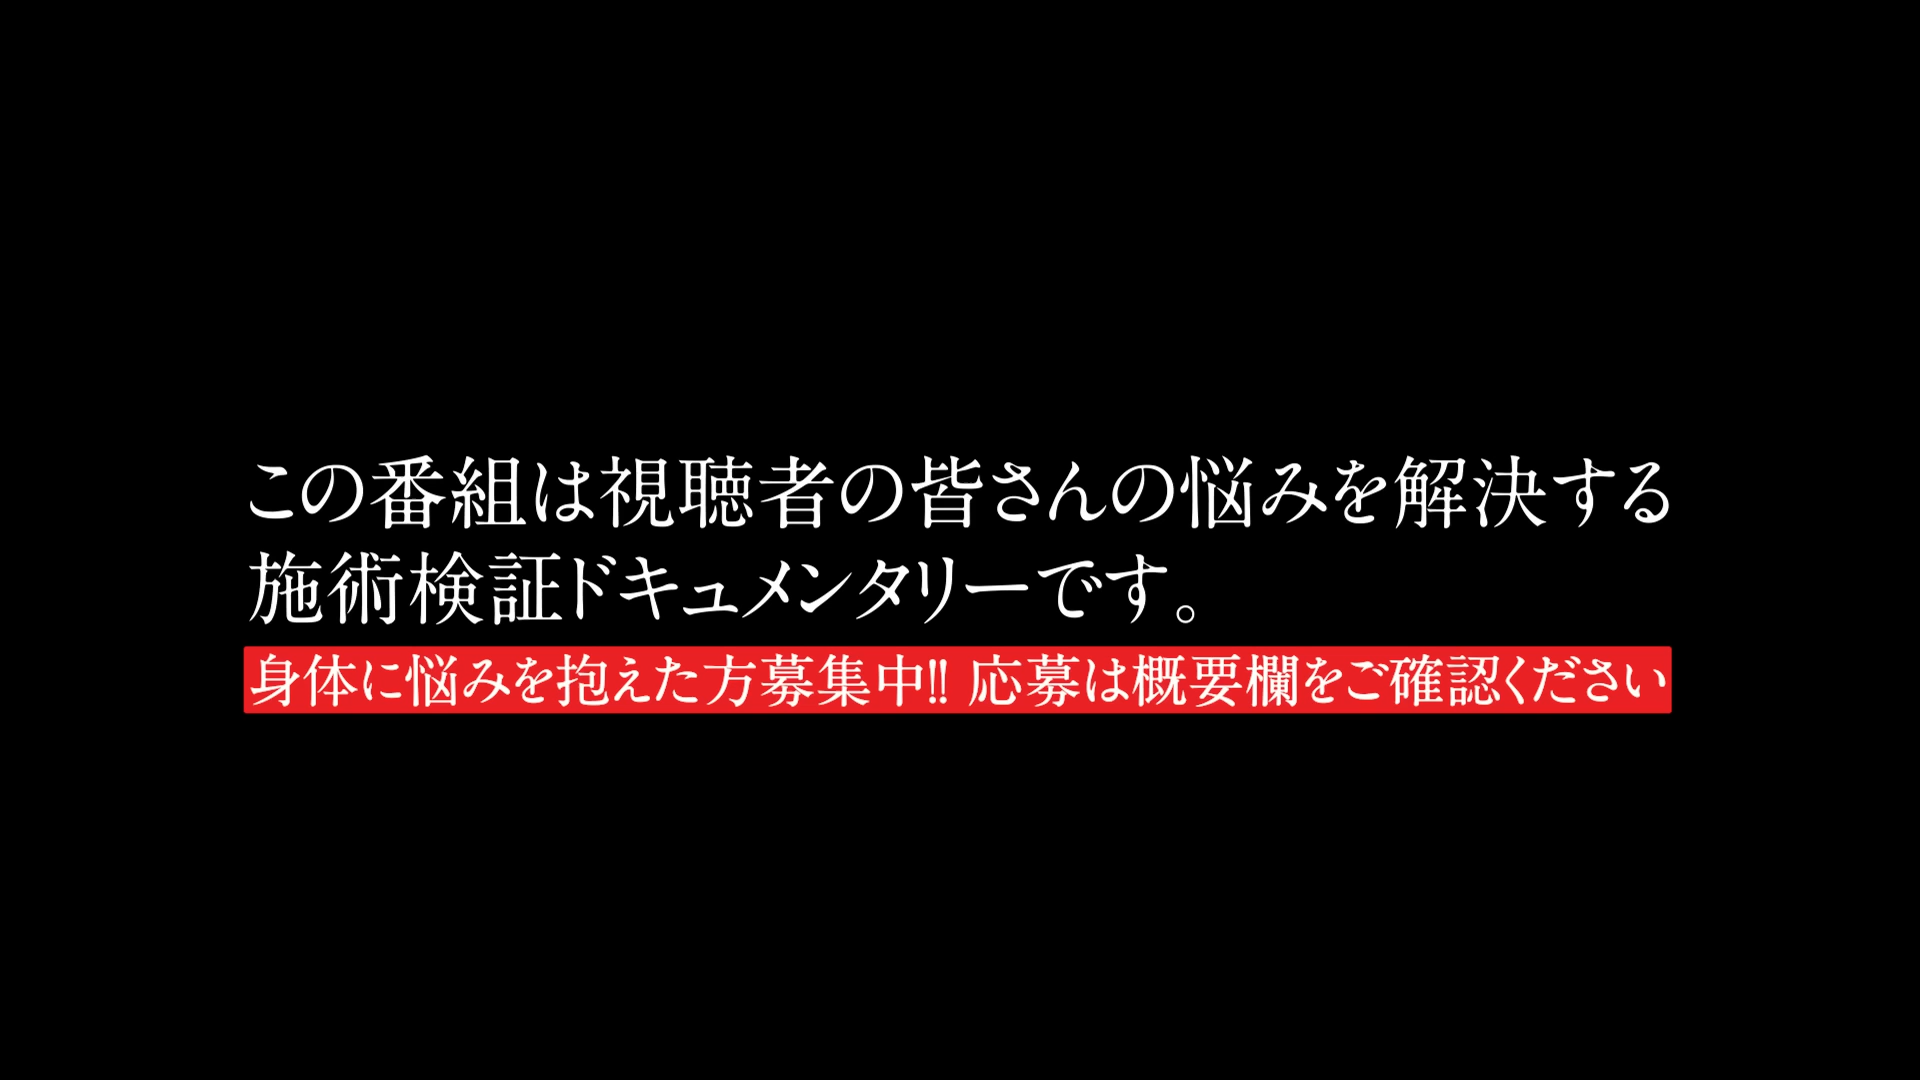 この番組は視聴者の皆さんの悩みを解決する
施術検証ドキュメンタリーです。
身体に悩みを抱えた方募集中!! 応募は概要欄をご確認ください